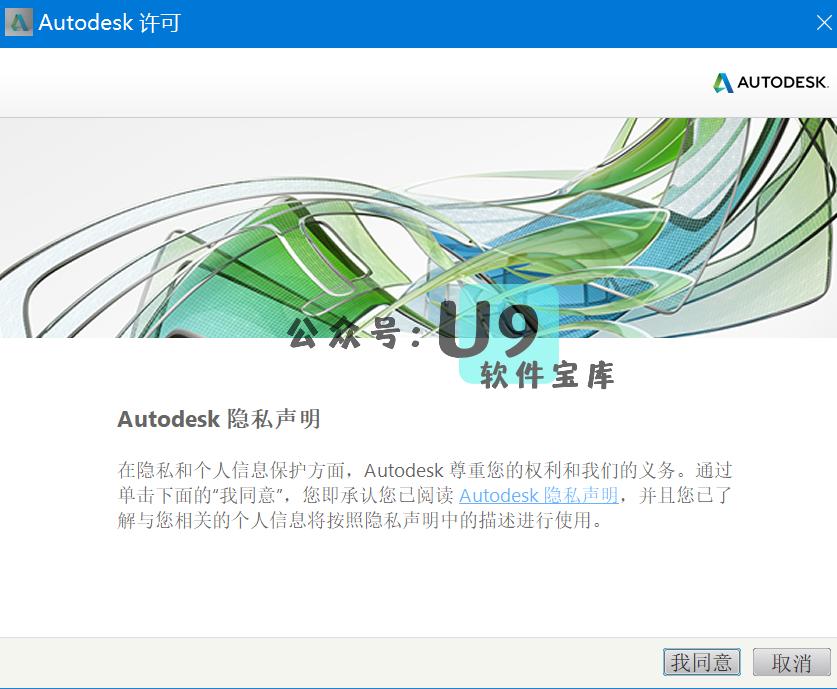 Autodesk 许可
AUTODESK.
公众号：U9
软件宝库
Autodesk 隐私声明
在隐私和个人信息保护方面，Autodesk 尊重您的权利和我们的义务。通过
单击下面的“我同意”，您即承认您已阅读 Autodesk 隐私声明，并且您已了
解与您相关的个人信息将按照隐私声明中的描述进行使用。
我同意 取消